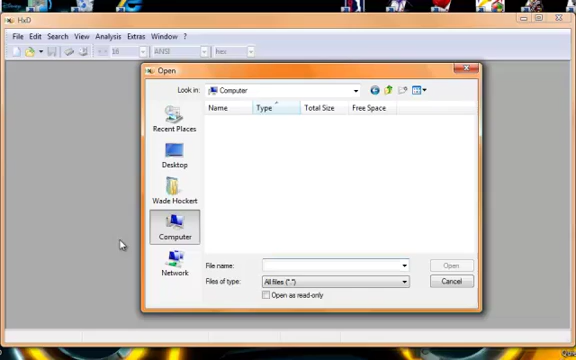 HxD
File Edit Search View Analysis Extras Window ?
16 ANSI hex
Open
Look in: Computer
Name Type Total Size Free Space
Recent Places
Desktop
Wade Hockert
Computer
Network
File name:
Open
Files of type: All files (*.*)
Cancel
Open as read-only